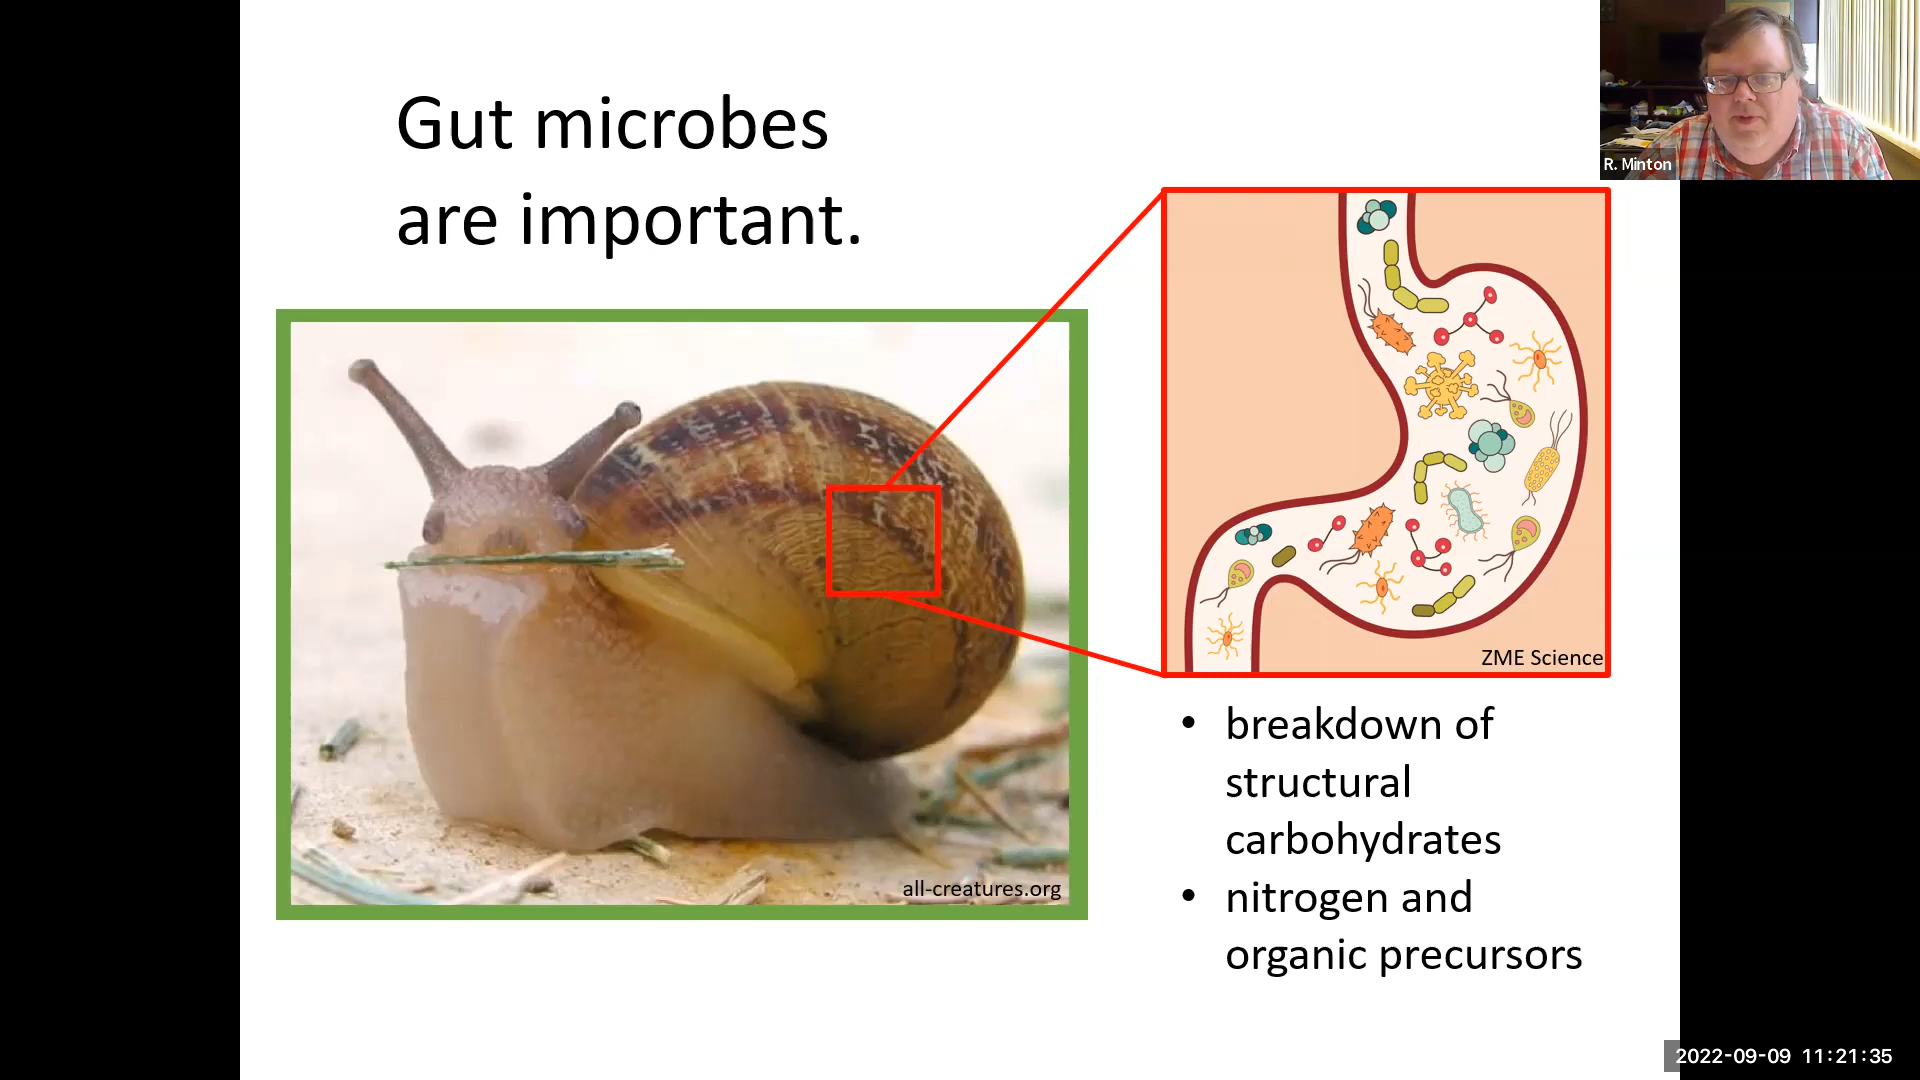 Gut microbes
are important.
R. Minton
ZME Science
all-creatures.org
• breakdown of
structural
carbohydrates
• nitrogen and
organic precursors
2022-09-09 11:21:35